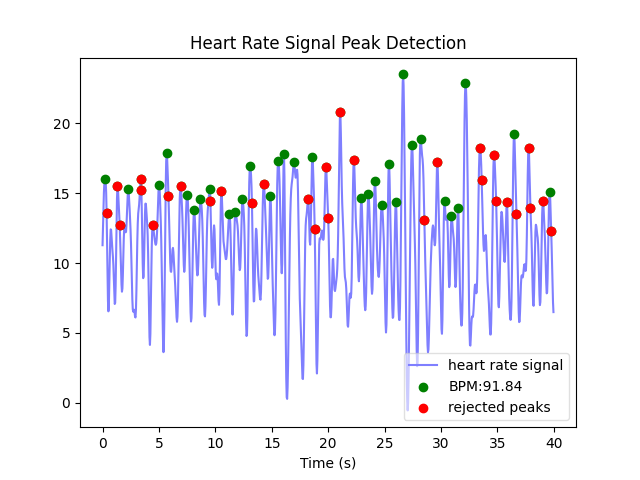 Heart Rate Signal Peak Detection
20
15
10
5
0
heart rate signal
BPM:91.84
rejected peaks
0 5 10 15 20 25 30 35 40
Time (s)